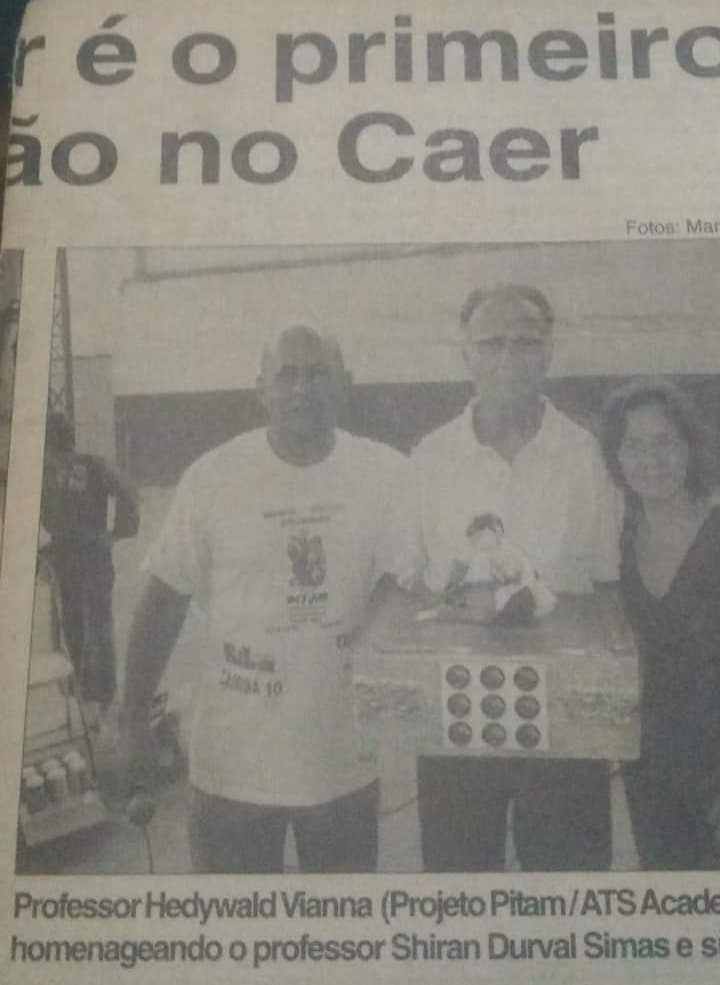 r é o primeiro
ão no Caer
Fotos: Mar
10
Professor Hedywald Vianna (Projeto Pitam/ATS Acade
homenageando o professor Shiran Durval Simas e s